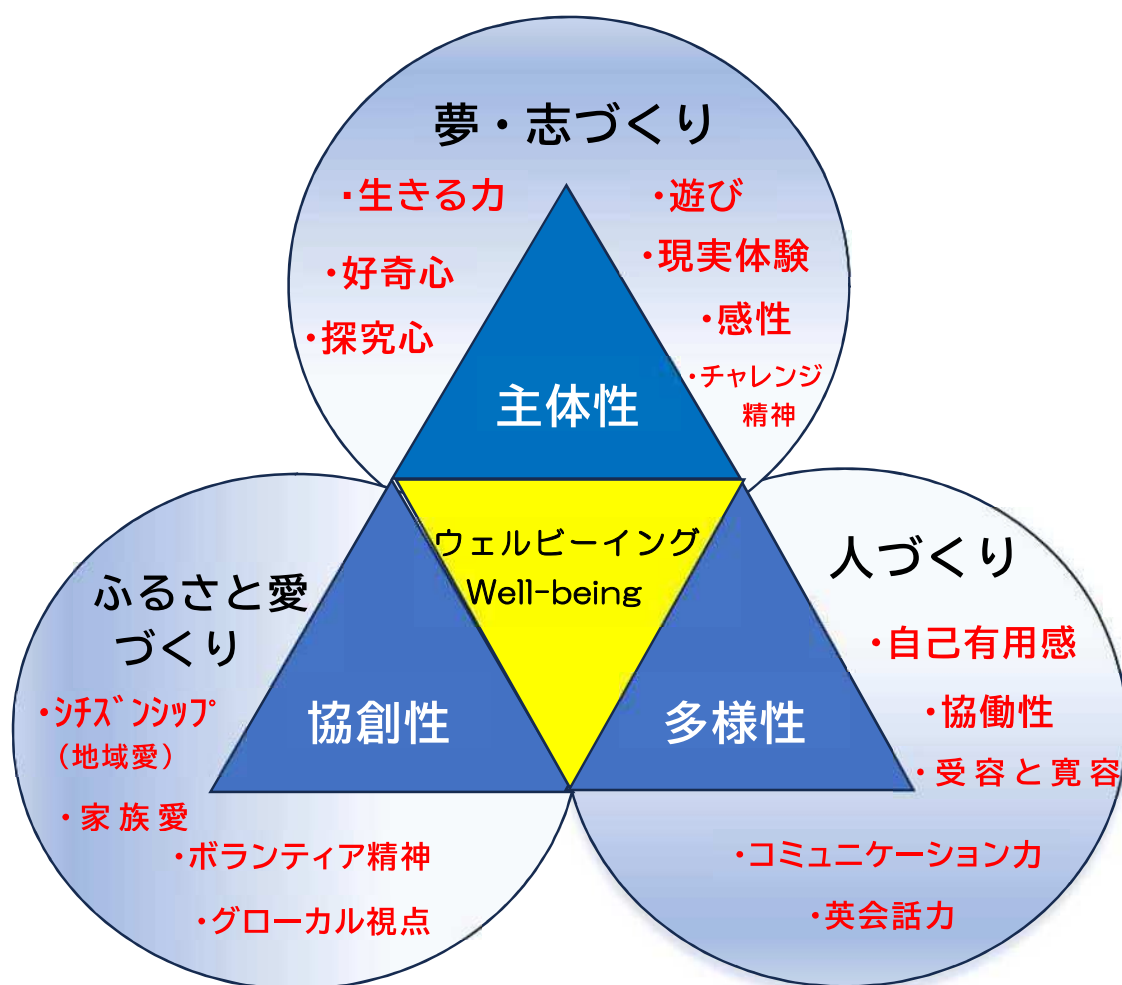 夢・志づくり
・生きる力
・好奇心
・探究心
・遊び
・現実体験
・感性
・チャレンジ
精神
主体性
ウェルビーイング
Well-being
ふるさと愛
づくり
・シチズンシップ
（地域愛）
・家族愛
・ボランティア精神
・グローカル視点
協創性
多様性
人づくり
・自己有用感
・協働性
・受容と寛容
・コミュニケーション力
・英会話力